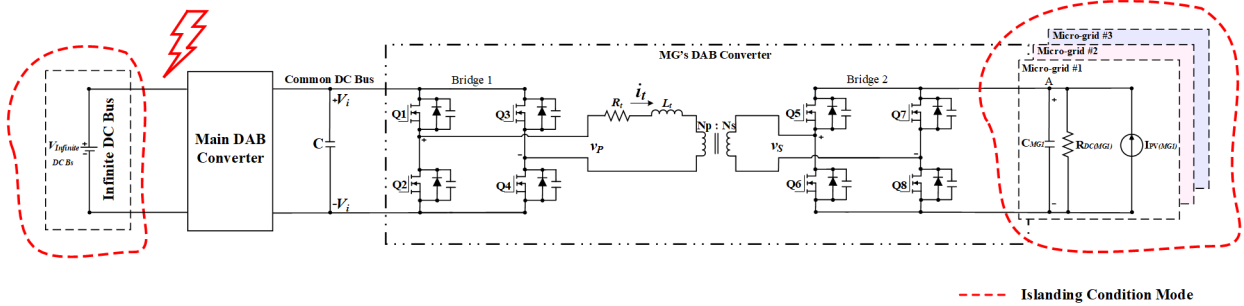 Infinite DC Bus
V Infinite
DC Bs
+
-
Main DAB
Converter
Common DC Bus
+Vi
C
-Vi
MG's DAB Converter
Bridge 1
Q1
Q3
Q2
Q4
+
-
vP
Rt
it
Lt
Np : Ns
vS
Bridge 2
Q5
Q7
Q6
Q8
+
-
Micro-grid #3
Micro-grid #2
Micro-grid #1
A
+
CMG1
-
RDC(MG1)
IPV(MG1)
Islanding Condition Mode